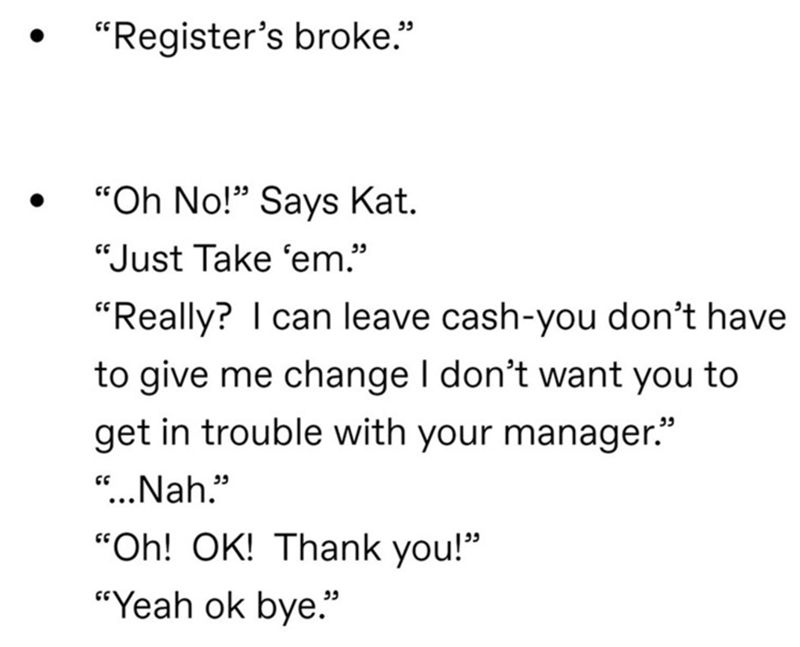 • “Register’s broke.”
• “Oh No!” Says Kat.
“Just Take ‘em.”
“Really?  I can leave cash-you don’t have
to give me change I don’t want you to
get in trouble with your manager.”
“...Nah.”
“Oh!  OK!  Thank you!”
“Yeah ok bye.”